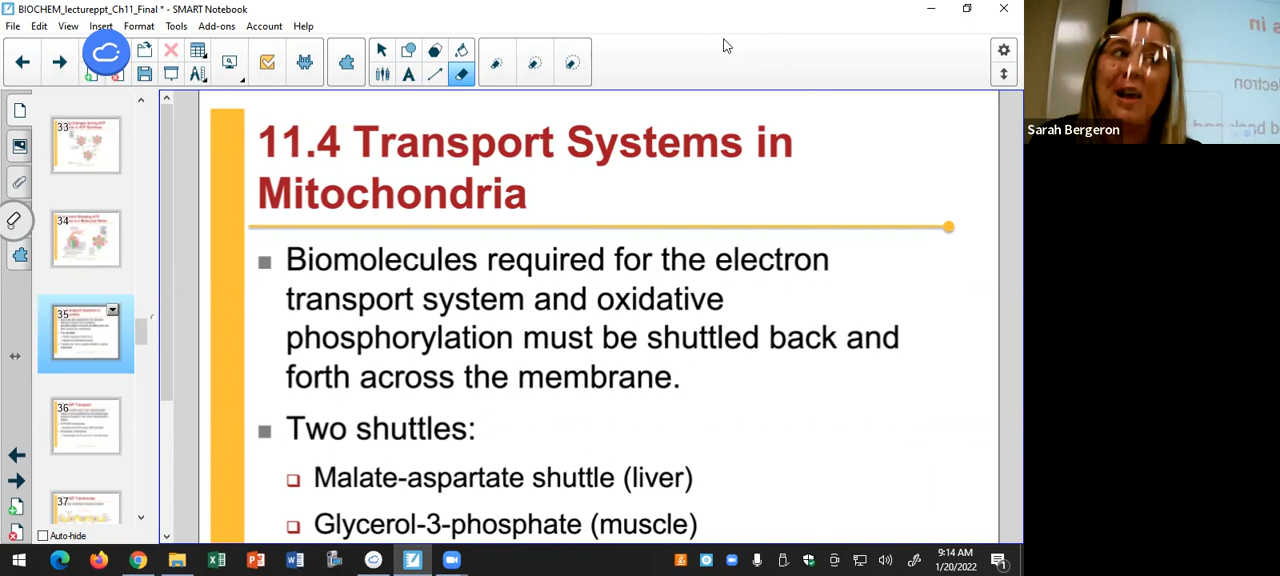 BIOCHEM_lectureppt_Ch11_Final * - SMART Notebook
File Edit View Insert Format Tools Add-ons Account Help
33
34
35
36
37
Auto-hide
11.4 Transport Systems in
Mitochondria
Biomolecules required for the electron
transport system and oxidative
phosphorylation must be shuttled back and
forth across the membrane.
Two shuttles:
Malate-aspartate shuttle (liver)
Glycerol-3-phosphate (muscle)
Sarah Bergeron
9:14 AM
1/20/2022